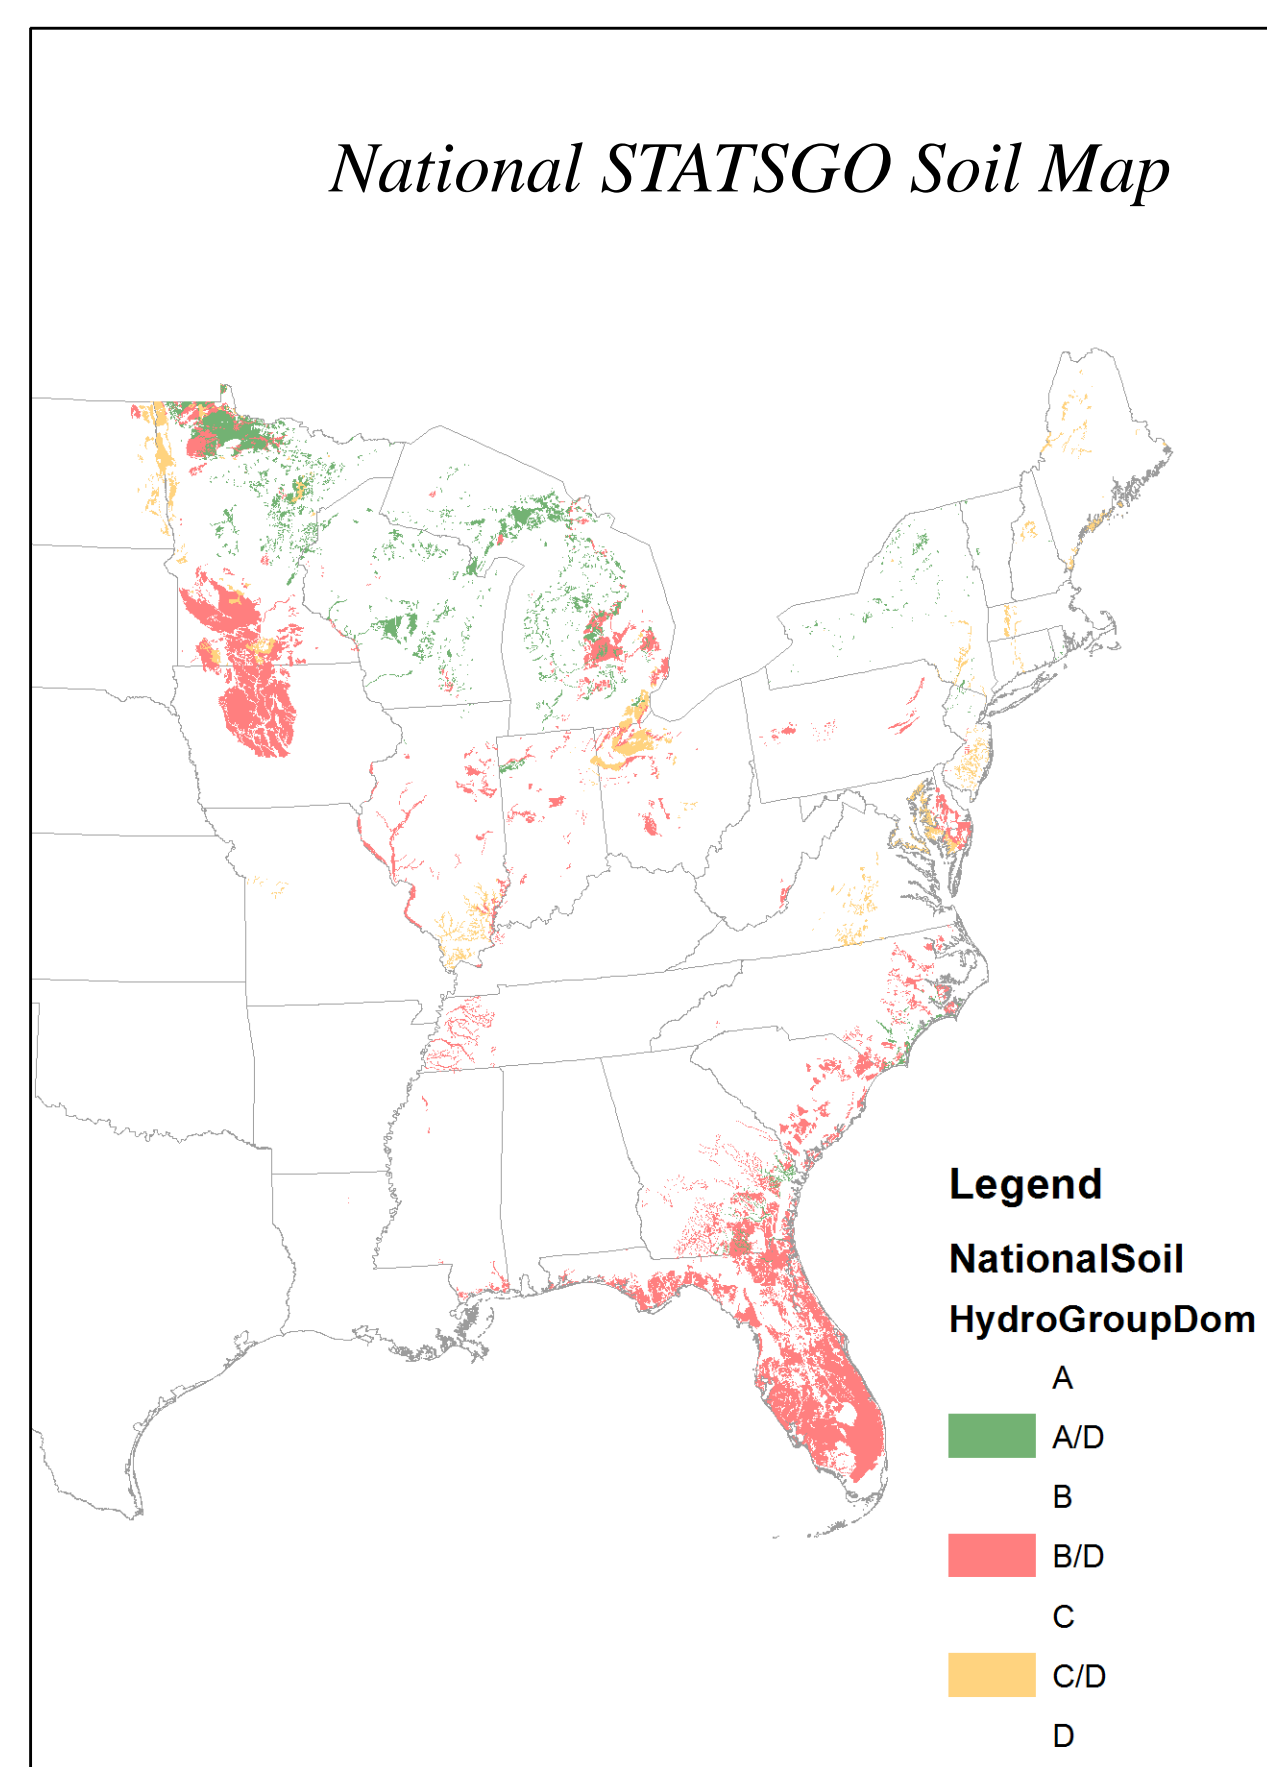 National STATSGO Soil Map
Legend
NationalSoil
HydroGroupDom
A
A/D
B
B/D
C
C/D
D